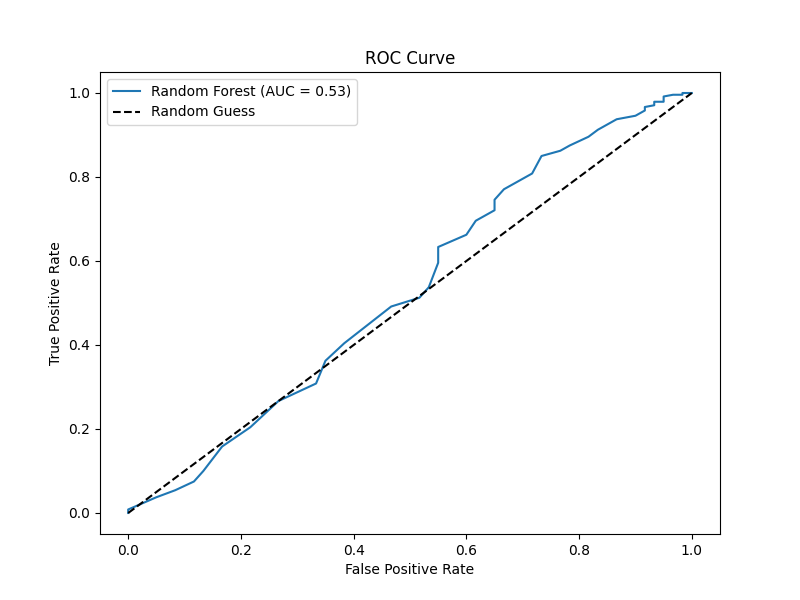 ROC Curve
Random Forest (AUC = 0.53)
Random Guess
True Positive Rate
1.0
0.8
0.6
0.4
0.2
0.0
0.0 0.2 0.4 0.6 0.8 1.0
False Positive Rate